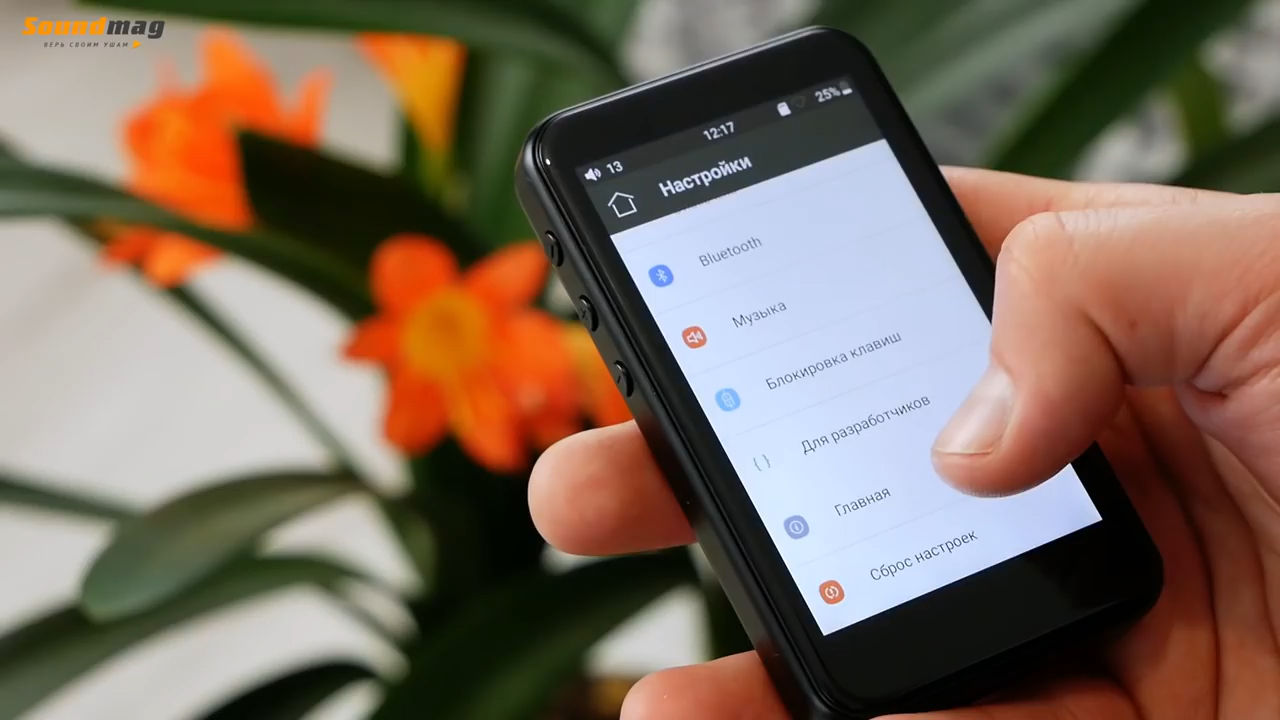 Soundmag
ВЕРЬ СВОИМ УШАМ
13
12:17
25%
Настройки
Bluetooth
Музыка
Блокировка клавиш
Для разработчиков
Главная
Сброс настроек